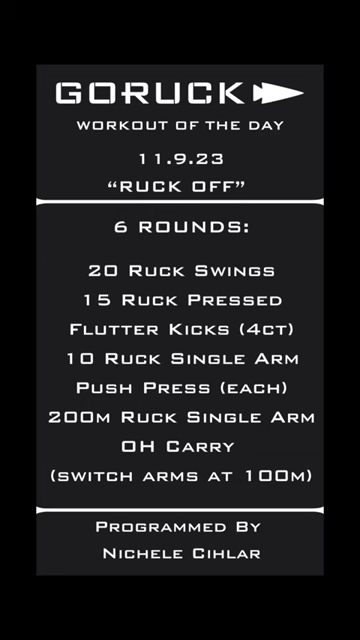 GORUCK
WORKOUT OF THE DAY
11.9.23
"RUCK OFF"
6 ROUNDS:
20 RUCK SWINGS
15 RUCK PRESSED
FLUTTER KICKS (4CT)
10 RUCK SINGLE ARM
PUSH PRESS (EACH)
200M RUCK SINGLE ARM
OH CARRY
(SWITCH ARMS AT 100M)
PROGRAMMED BY
NICHELE CIHLAR